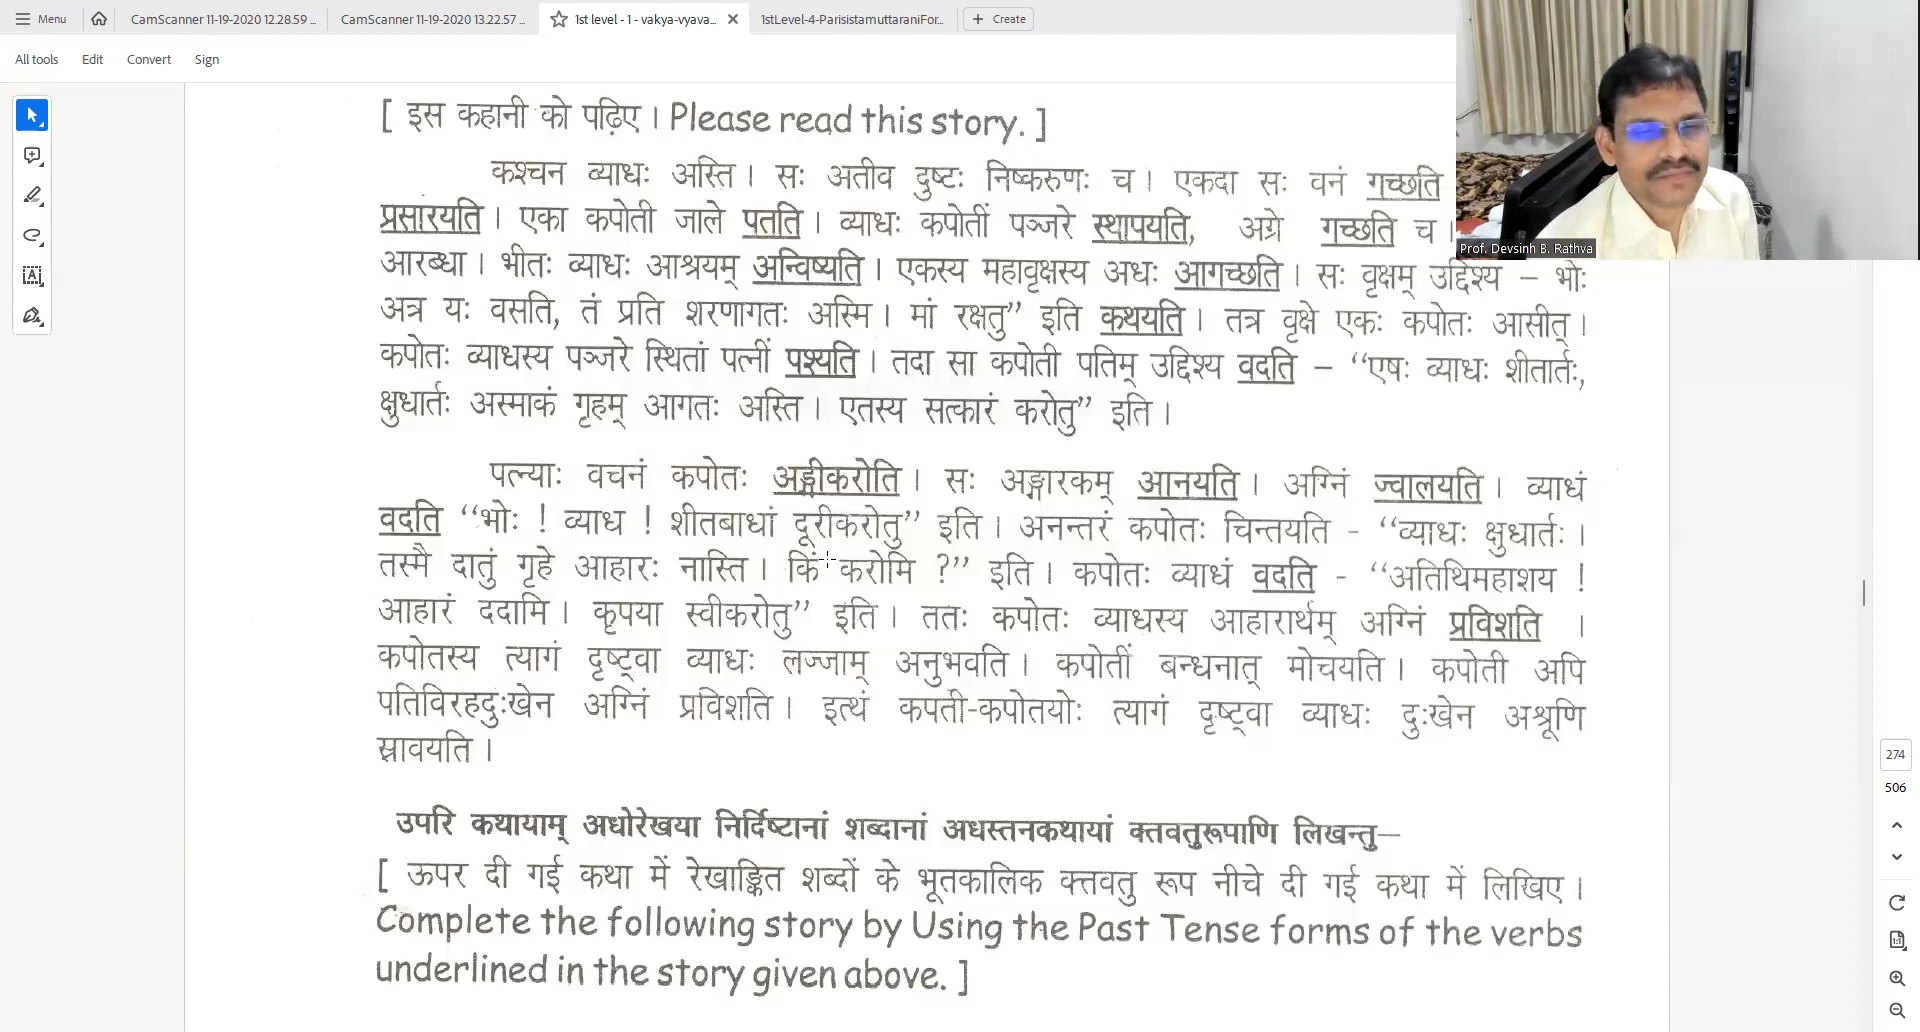 Menu
CamScanner 11-19-2020 12.28.59 ...
CamScanner 11-19-2020 13.22.57 ...
1st level - 1 - vakya-vyava...
1stLevel-4-ParisistamuttaraniFor...
Create
All tools Edit Convert Sign
[ इस कहानी को पढ़िए। Please read this story. ]
कश्चन व्याधः अस्ति। सः अतीव दुष्टः निष्करुणः च। एकदा सः वनं गच्छति
प्रसारयति। एका कपोती जाले पतति। व्याधः कपोतीं पञ्जरे स्थापयति, अग्रे गच्छति च।
आरब्धा। भीतः व्याधः आश्रयम् अन्विष्यति। एकस्य महावृक्षस्य अधः आगच्छति। सः वृक्षम् उद्दिश्य – भोः
अत्र यः वसति, तं प्रति शरणागतः अस्मि। मां रक्षतु” इति कथयति। तत्र वृक्षे एकः कपोतः आसीत्।
कपोतः व्याधस्य पञ्जरे स्थितां पत्नीं पश्यति। तदा सा कपोती पतिम् उद्दिश्य वदति – “एषः व्याधः शीतार्तः,
क्षुधार्तः अस्माकं गृहम् आगतः अस्ति। एतस्य सत्कारं करोतु” इति।
पत्न्याः वचनं कपोतः अङ्गीकरोति। सः अङ्गारकम् आनयति। अग्निं ज्वालयति। व्याधं
वदति “भोः ! व्याध ! शीतबाधां दूरीकरोतु” इति। अनन्तरं कपोतः चिन्तयति - “व्याधः क्षुधार्तः।
तस्मै दातुं गृहे आहारः नास्ति। किं करोमि ?” इति। कपोतः व्याधं वदति - “अतिथिमहाशय !
आहारं ददामि। कृपया स्वीकरोतु” इति। ततः कपोतः व्याधस्य आहारार्थम् अग्निं प्रविशति ।
कपोतस्य त्यागं दृष्ट्वा व्याधः लज्जाम् अनुभवति। कपोतीं बन्धनात् मोचयति। कपोती अपि
पतिविरहदुःखेन अग्निं प्रविशति। इत्थं कपती-कपोतयोः त्यागं दृष्ट्वा व्याधः दुःखेन अश्रूणि
स्रावयति।
उपरि कथायाम् अधोरेखया निर्दिष्टानां शब्दानां अधस्तनकथायां क्तवतुरूपाणि लिखन्तु—
[ ऊपर दी गई कथा में रेखाङ्कित शब्दों के भूतकालिक क्तवतु रूप नीचे दी गई कथा में लिखिए।
Complete the following story by Using the Past Tense forms of the verbs
underlined in the story given above. ]
Prof. Devsinh B. Rathva
274
506